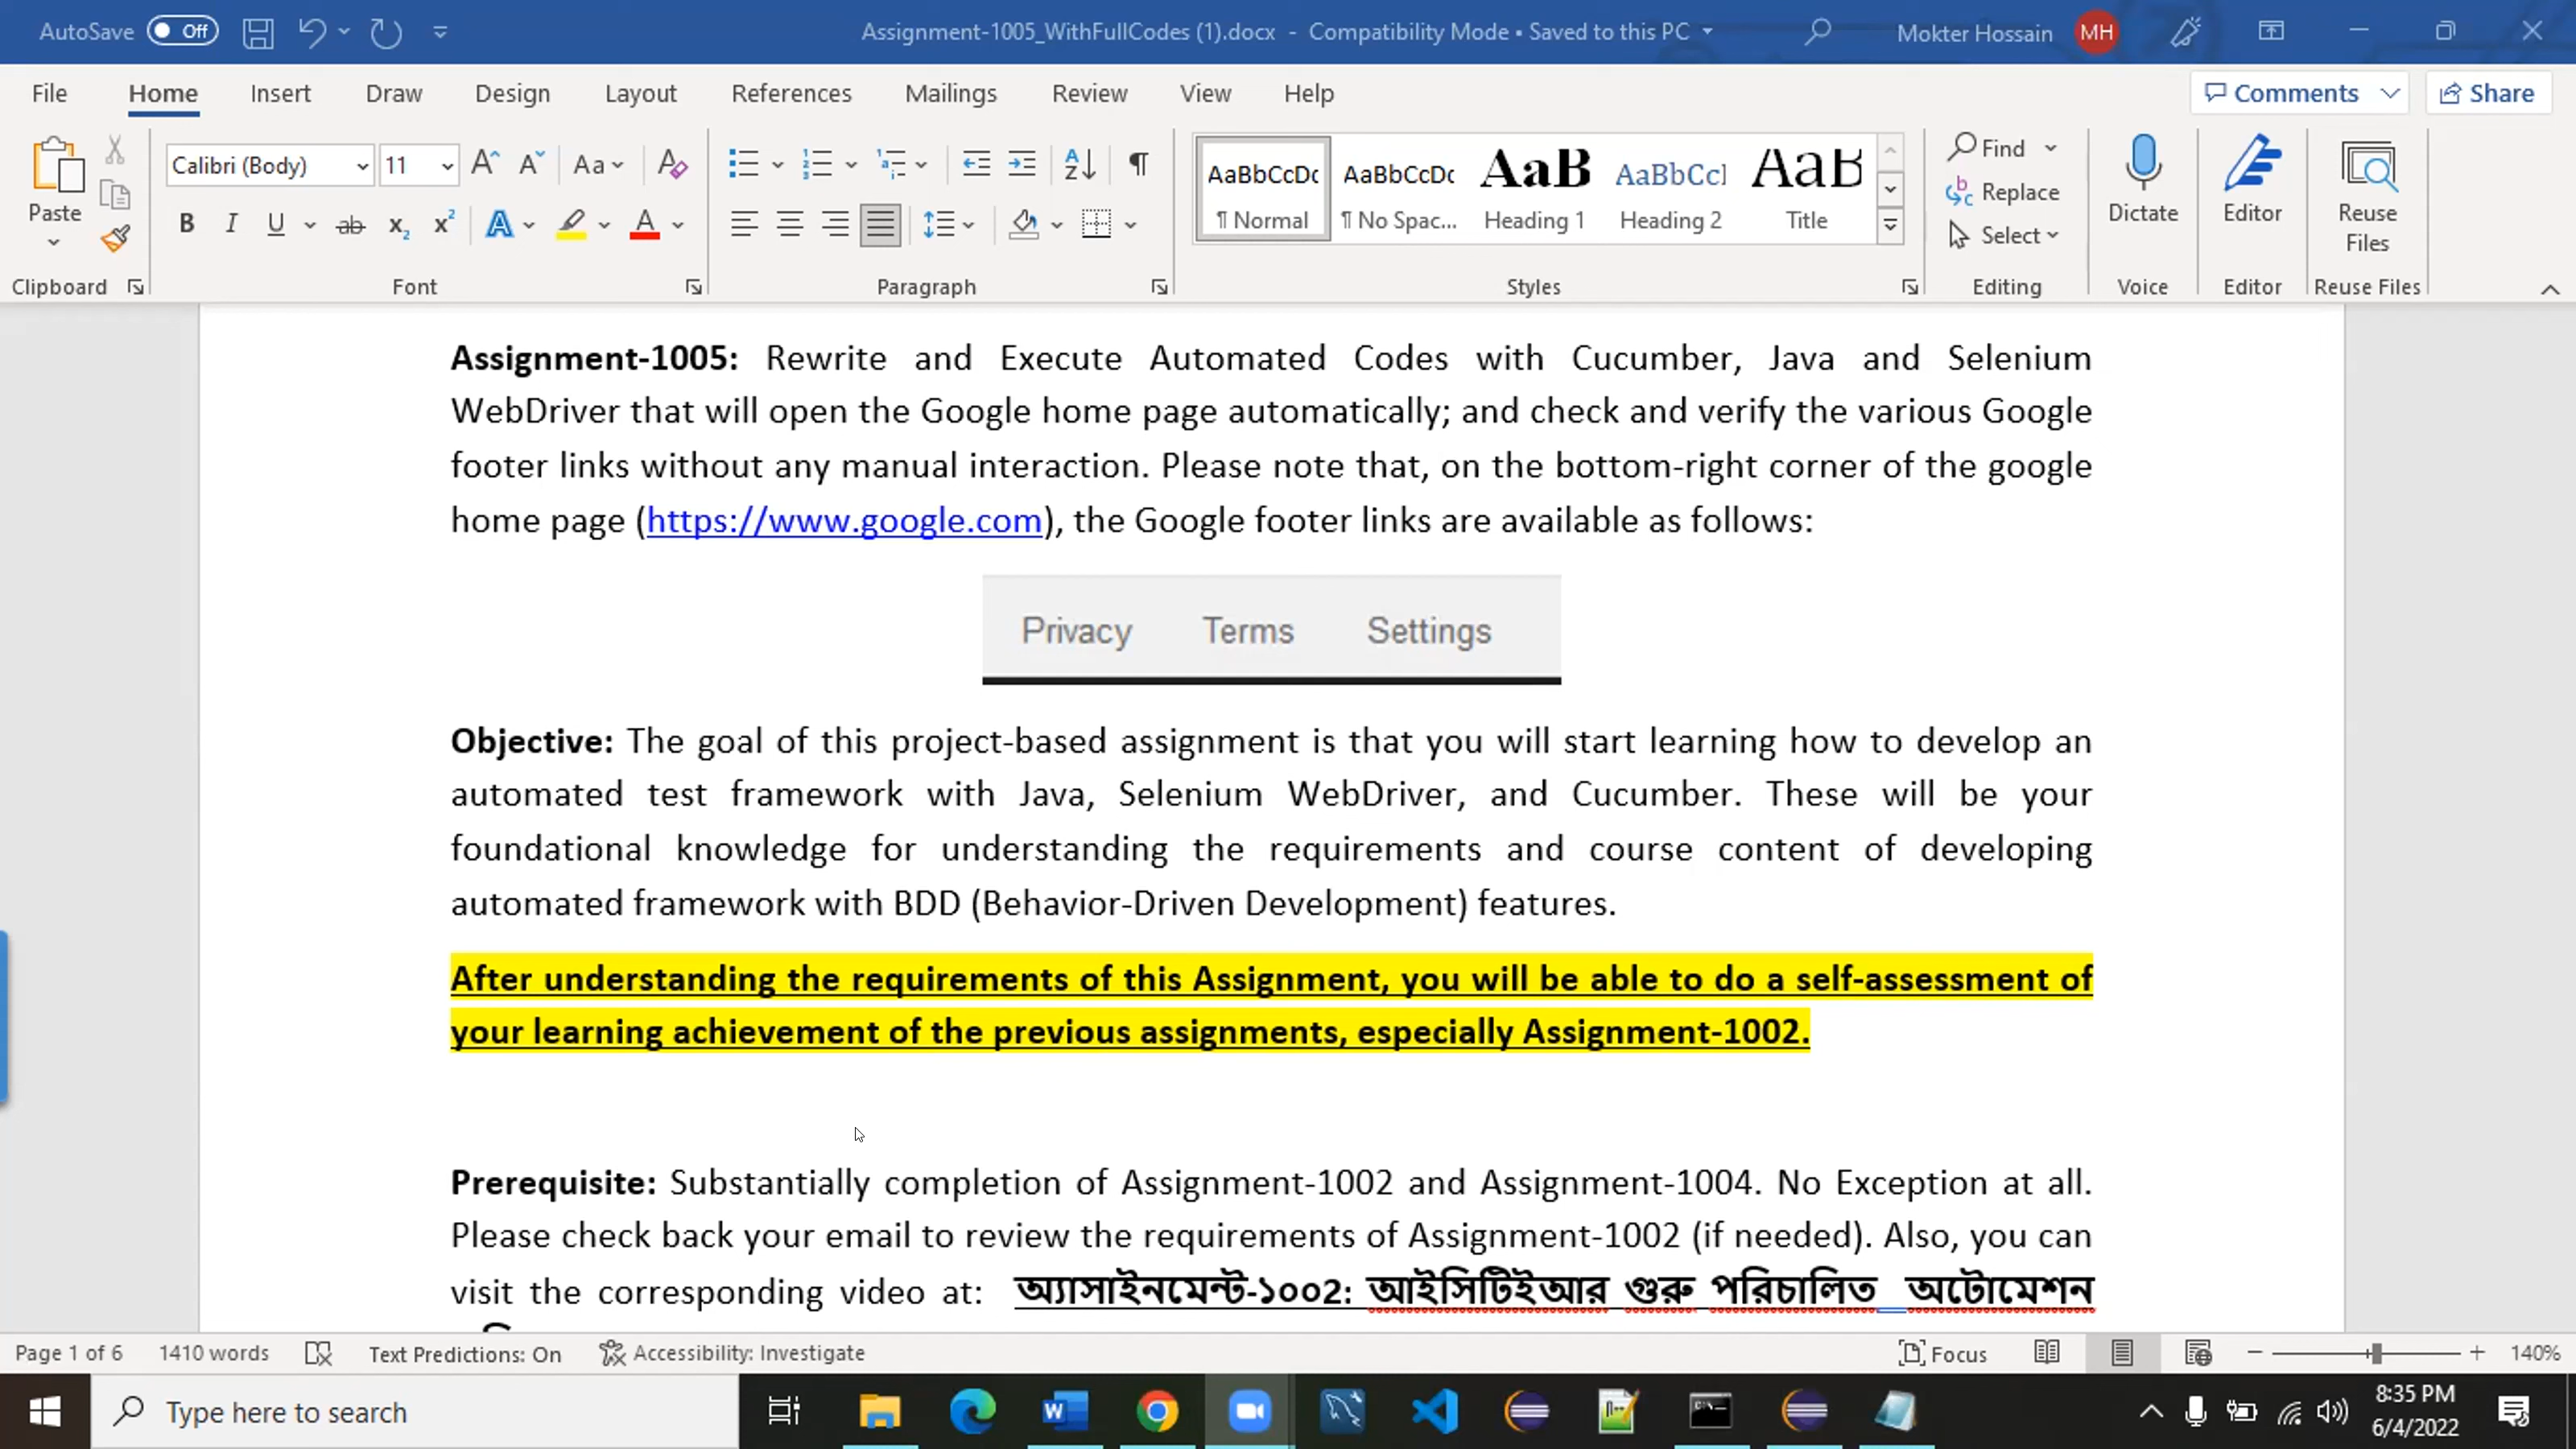 AutoSave Off Assignment-1005_WithFullCodes (1).docx - Compatibility Mode • Saved to this PC Mokter Hossain MH
File Home Insert Draw Design Layout References Mailings Review View Help Comments Share
Paste
Calibri (Body) 11
AaBbCcDc ¶ Normal
AaBbCcDc ¶ No Spac...
AaB Heading 1
AaBbCcl Heading 2
AaB Title
Find
Replace
Select
Dictate
Editor
Reuse Files
Clipboard Font Paragraph Styles Editing Voice Editor Reuse Files
Assignment-1005: Rewrite and Execute Automated Codes with Cucumber, Java and Selenium
WebDriver that will open the Google home page automatically; and check and verify the various Google
footer links without any manual interaction. Please note that, on the bottom-right corner of the google
home page (https://www.google.com), the Google footer links are available as follows:
Privacy Terms Settings
Objective: The goal of this project-based assignment is that you will start learning how to develop an
automated test framework with Java, Selenium WebDriver, and Cucumber. These will be your
foundational knowledge for understanding the requirements and course content of developing
automated framework with BDD (Behavior-Driven Development) features.
After understanding the requirements of this Assignment, you will be able to do a self-assessment of
your learning achievement of the previous assignments, especially Assignment-1002.
Prerequisite: Substantially completion of Assignment-1002 and Assignment-1004. No Exception at all.
Please check back your email to review the requirements of Assignment-1002 (if needed). Also, you can
visit the corresponding video at: অ্যাসাইনমেন্ট-১০০2: আইসিটিইআর গুরু পরিচালিত অটোমেশন
Page 1 of 6 1410 words Text Predictions: On Accessibility: Investigate Focus 140%
Type here to search
8:35 PM
6/4/2022